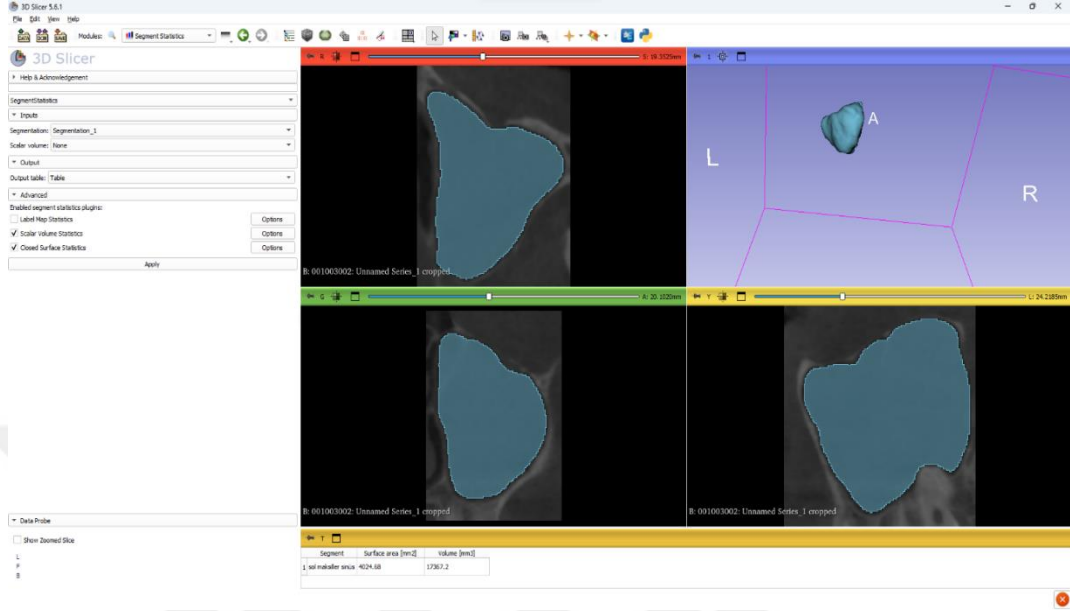 3D Slicer 5.6.1
File Edit View Help
Modules: Segment Statistics
3D Slicer
Help & Acknowledgement
SegmentStatistics
Inputs
Segmentation: Segmentation_1
Scalar volume: None
Output
Output table: Table
Advanced
Enabled segment statistics plugins:
Label Map Statistics Options
Scalar Volume Statistics Options
Closed Surface Statistics Options
Apply
Data Probe
Show Zoomed Slice
L
F
B
R
B: 001003002: Unnamed Series_1 cropped
1
A
L
R
G A: 20.1020mm
B: 001003002: Unnamed Series_1 cropped
Y L: 24.2185mm
B: 001003002: Unnamed Series_1 cropped
T
Segment Surface area [mm2] Volume [mm3]
1 sol maksiller sinüs 4024.68 17367.2